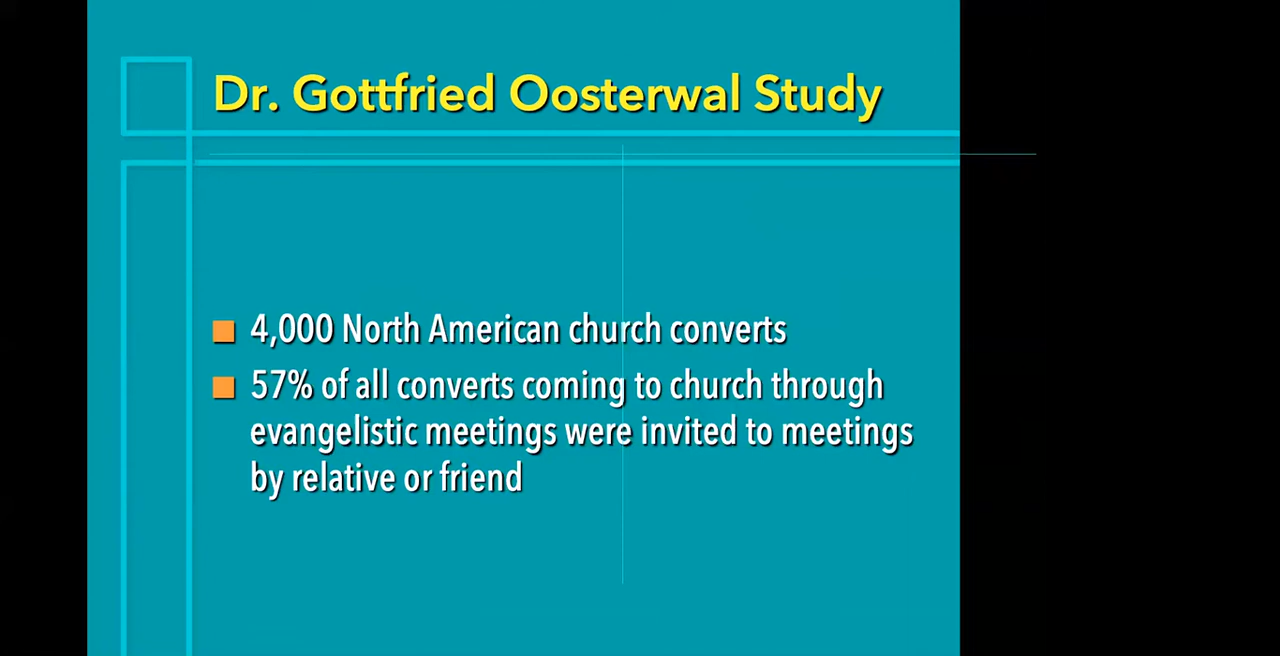 Dr. Gottfried Oosterwal Study
4,000 North American church converts
57% of all converts coming to church through
evangelistic meetings were invited to meetings
by relative or friend